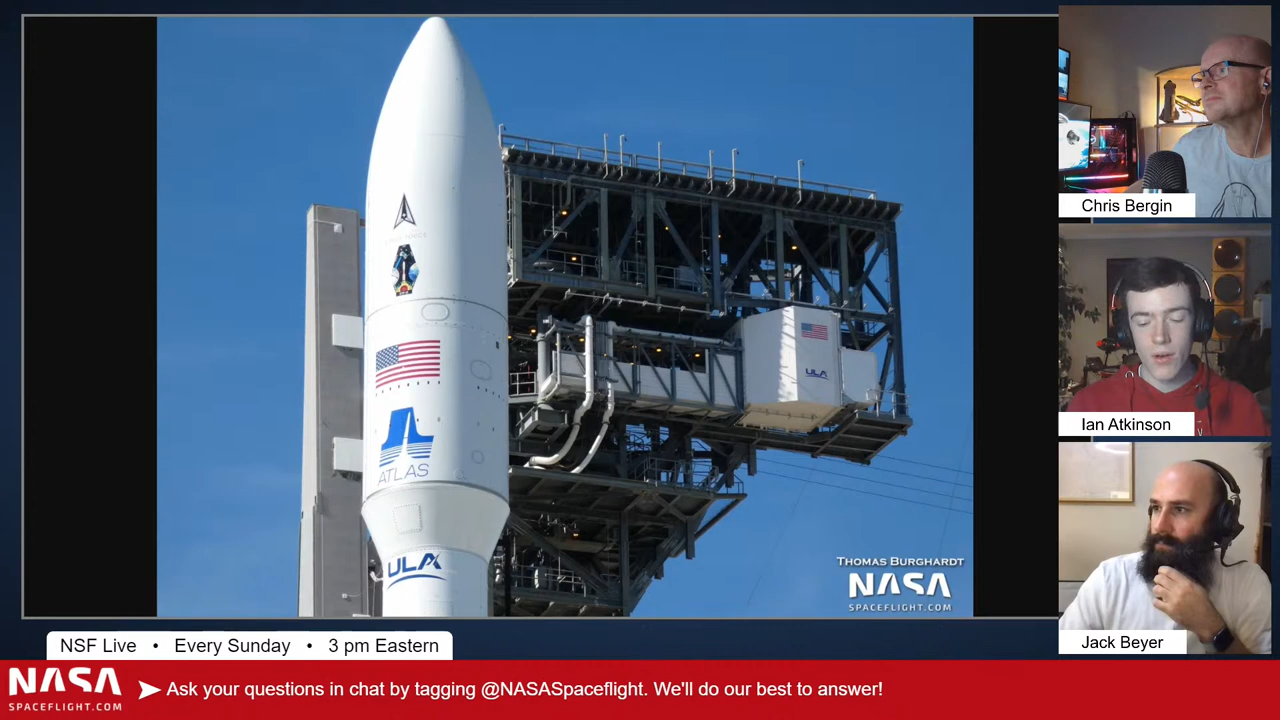 ATLAS
ULA
ULA
THOMAS BURGHARDT
NASA
SPACEFLIGHT.COM
Chris Bergin
Ian Atkinson
Jack Beyer
NSF Live • Every Sunday • 3 pm Eastern
NASA
SPACEFLIGHT.COM
Ask your questions in chat by tagging @NASASpaceflight. We'll do our best to answer!